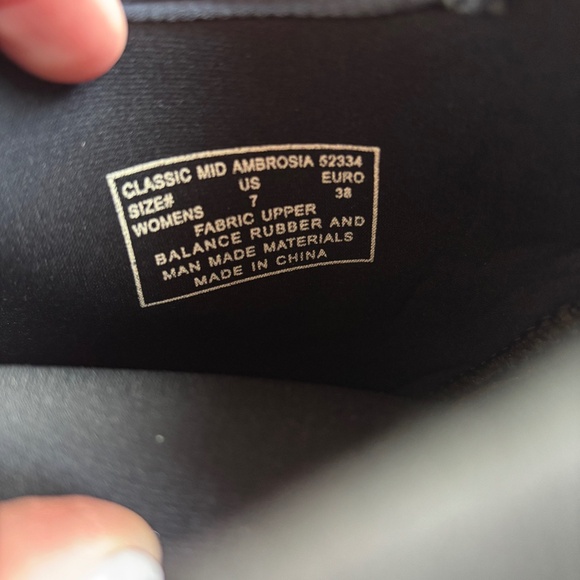 CLASSIC MID AMBROSIA 52334
SIZE# US EURO
WOMENS 7 38
FABRIC UPPER
BALANCE RUBBER AND
MAN MADE MATERIALS
MADE IN CHINA